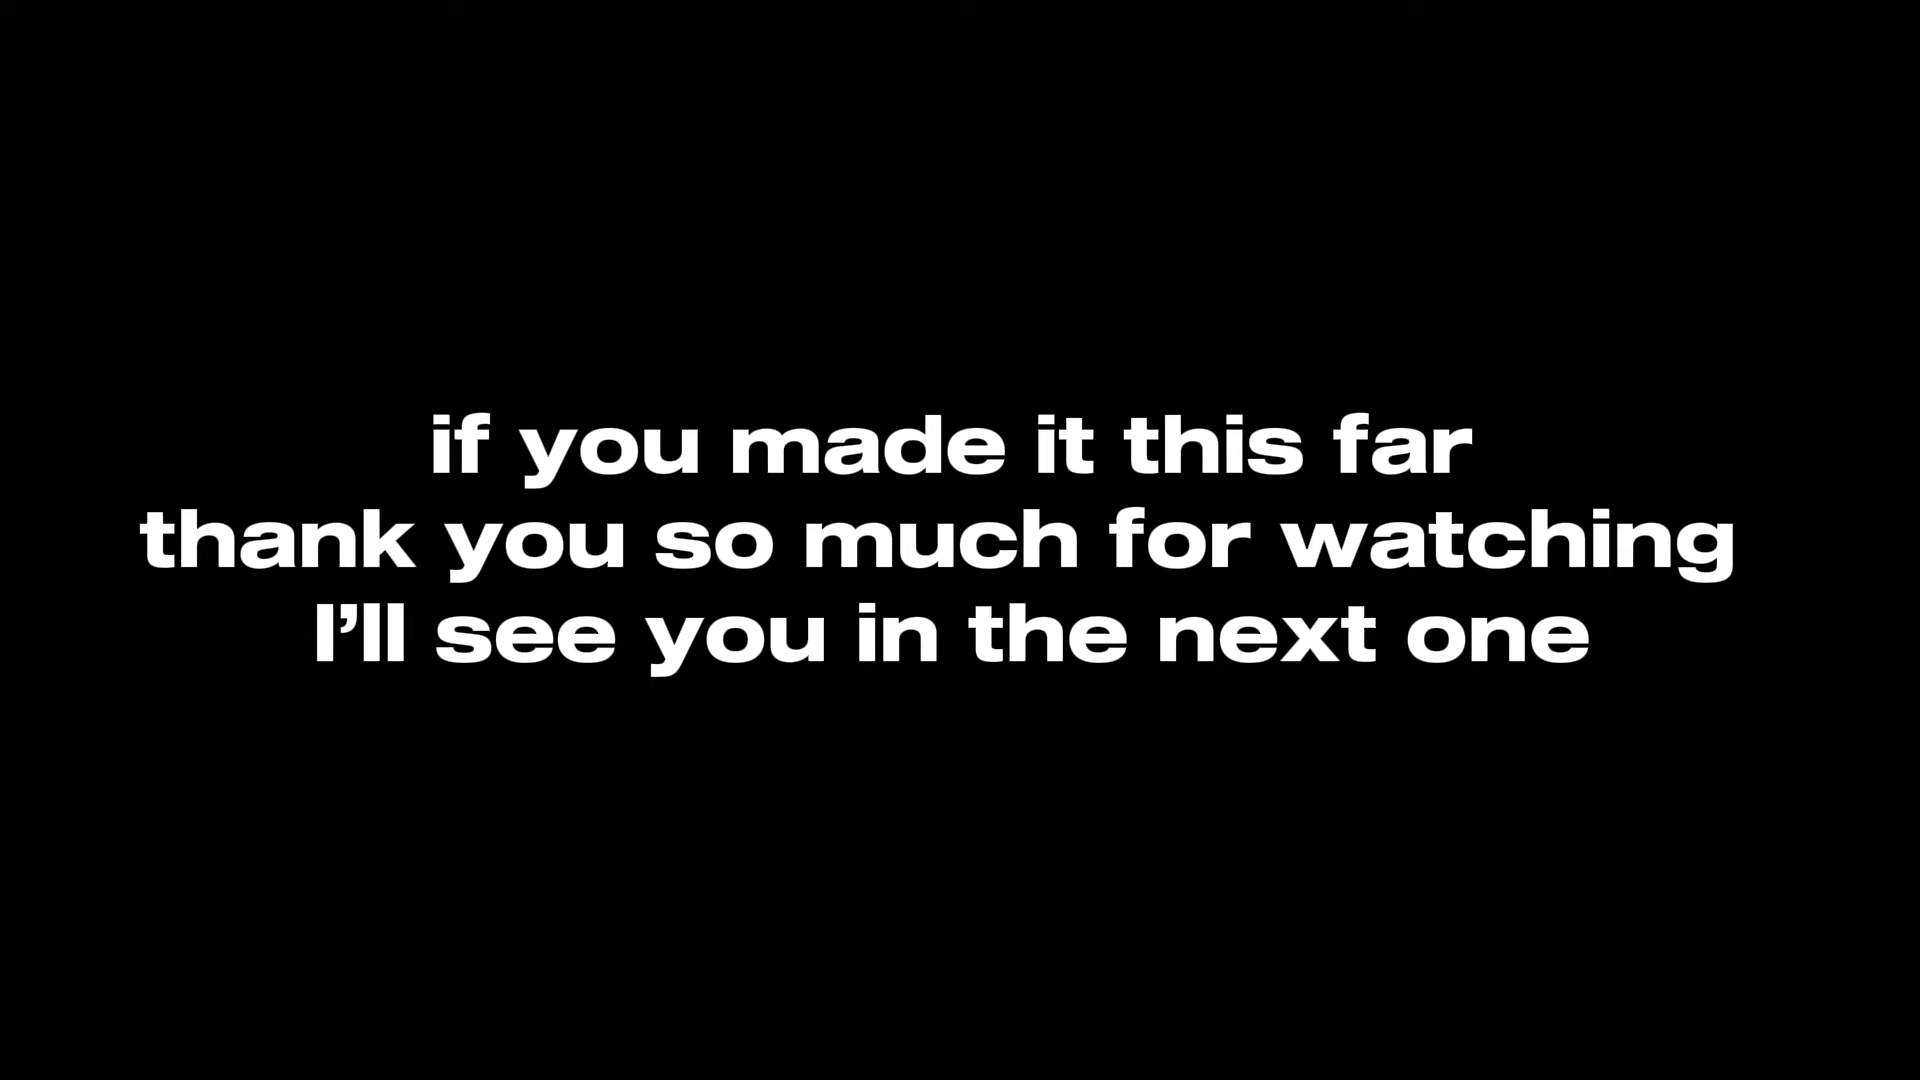 if you made it this far
thank you so much for watching
I’ll see you in the next one